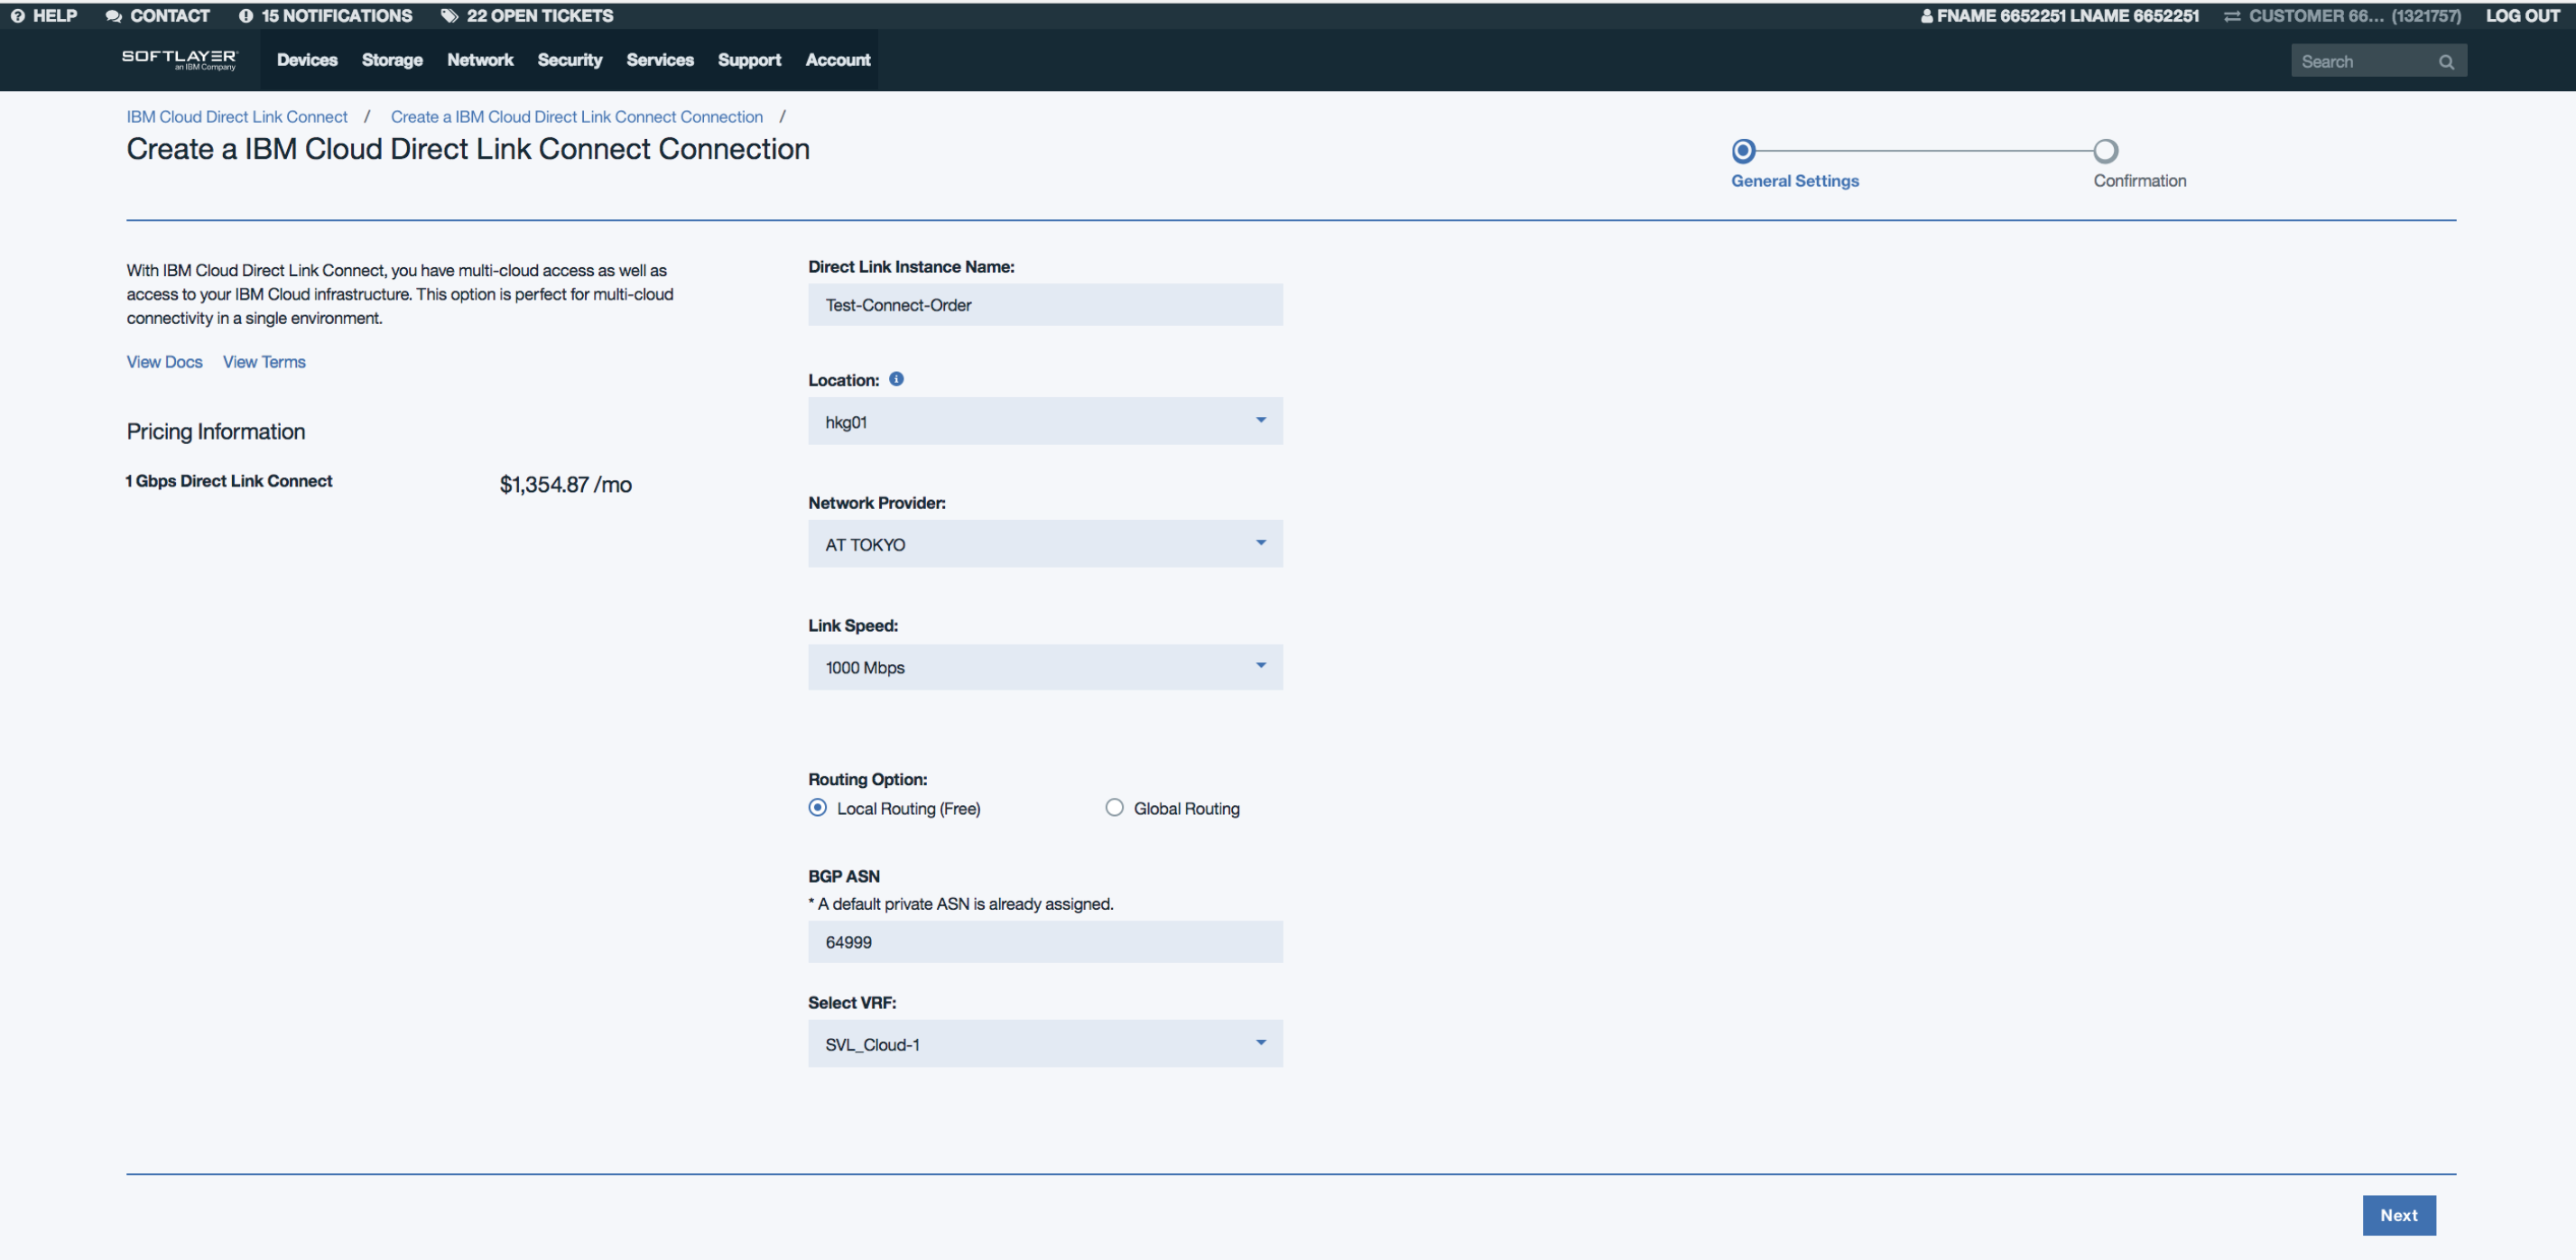 HELP CONTACT 15 NOTIFICATIONS 22 OPEN TICKETS FNAME 6652251 LNAME 6652251 CUSTOMER 66... (1321757) LOG OUT
SOFTLAYER Devices Storage Network Security Services Support Account Search
an IBM Company
IBM Cloud Direct Link Connect / Create a IBM Cloud Direct Link Connect Connection /
Create a IBM Cloud Direct Link Connect Connection
General Settings Confirmation
With IBM Cloud Direct Link Connect, you have multi-cloud access as well as
access to your IBM Cloud infrastructure. This option is perfect for multi-cloud
connectivity in a single environment.
View Docs View Terms
Pricing Information
1 Gbps Direct Link Connect $1,354.87 /mo
Direct Link Instance Name:
Test-Connect-Order
Location:
hkg01
Network Provider:
AT TOKYO
Link Speed:
1000 Mbps
Routing Option:
Local Routing (Free) Global Routing
BGP ASN
* A default private ASN is already assigned.
64999
Select VRF:
SVL_Cloud-1
Next